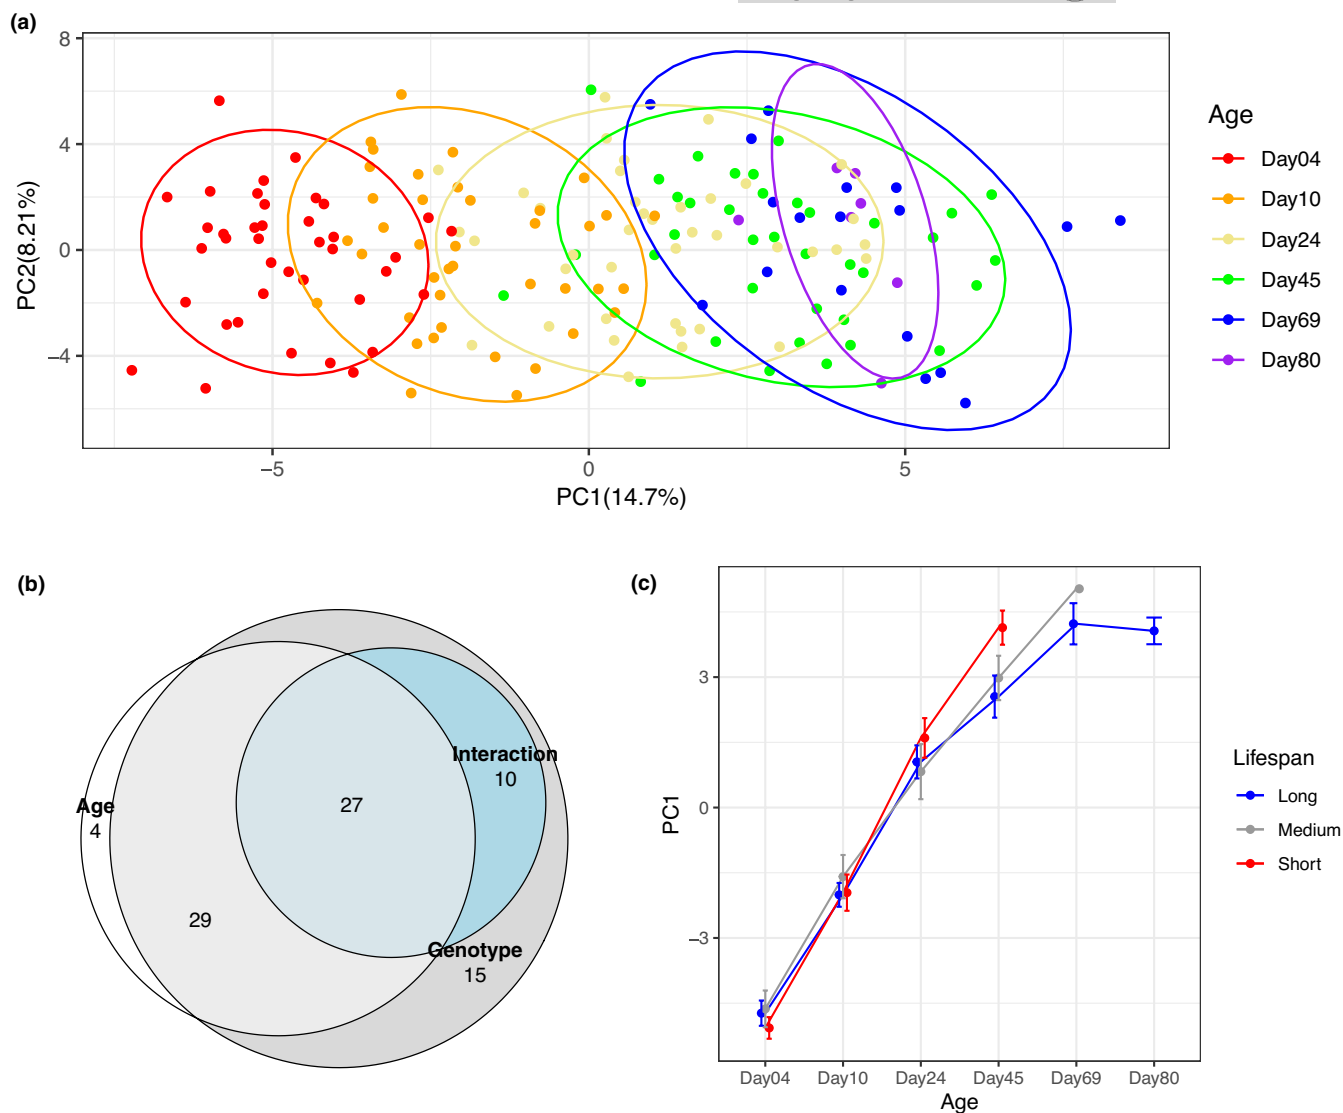 (a)
8
4
0
−4
PC2(8.21%)
−5
0
5
PC1(14.7%)
Age
Day04
Day10
Day24
Day45
Day69
Day80
(b)
Age
4
29
27
Interaction
10
Genotype
15
(c)
3
0
−3
PC1
Day04
Day10
Day24
Day45
Day69
Day80
Age
Lifespan
Long
Medium
Short